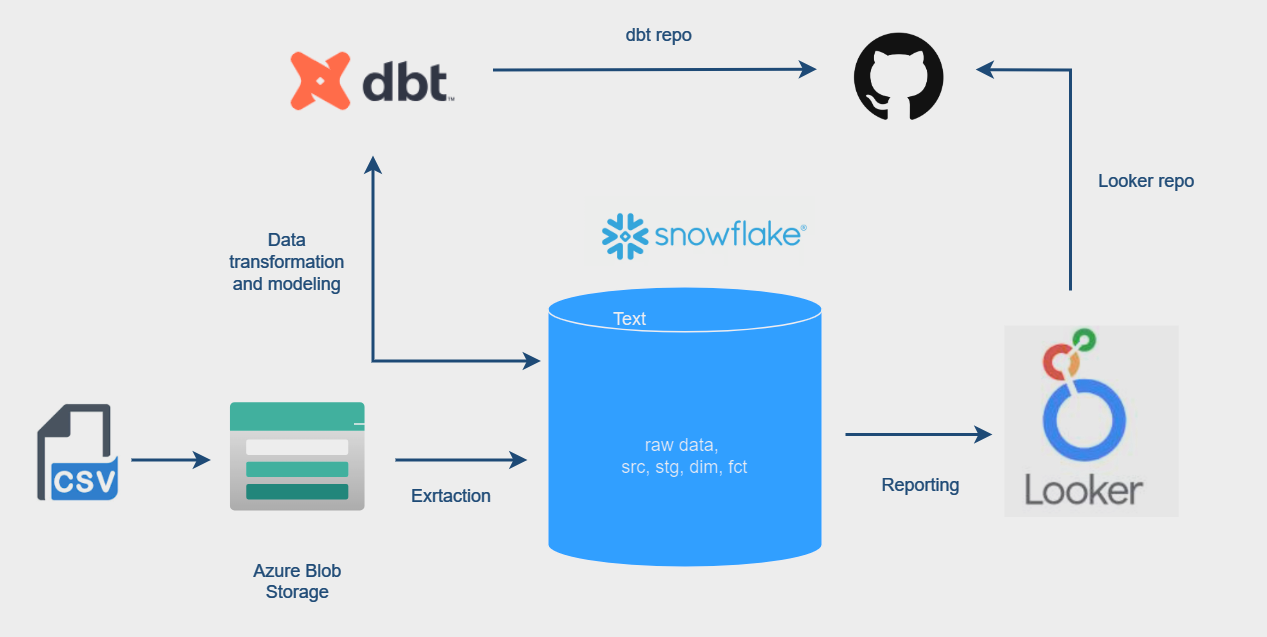 dbt repo
dbt™
Looker repo
Data
transformation
and modeling
snowflake®
Text
raw data,
src, stg, dim, fct
CSV
Exrtaction
Reporting
Looker
Azure Blob
Storage